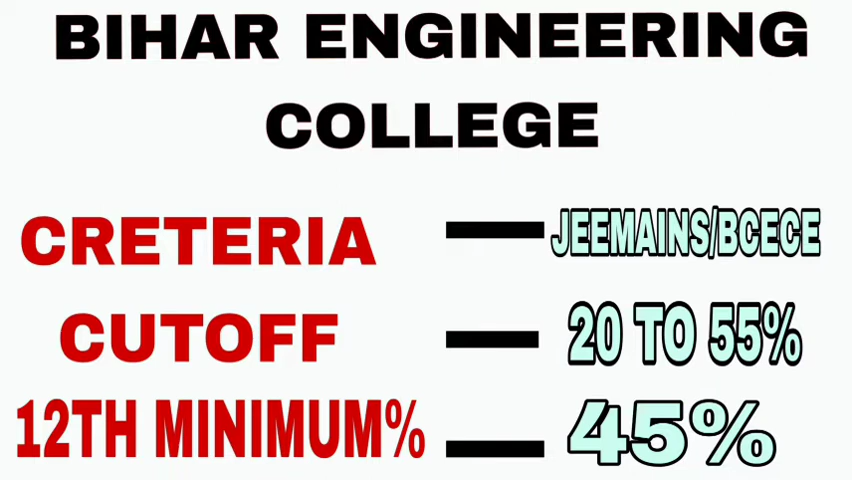 BIHAR ENGINEERING
COLLEGE
CRETERIA — JEEMAINS/BCECE
CUTOFF — 20 TO 55%
12TH MINIMUM% — 45%